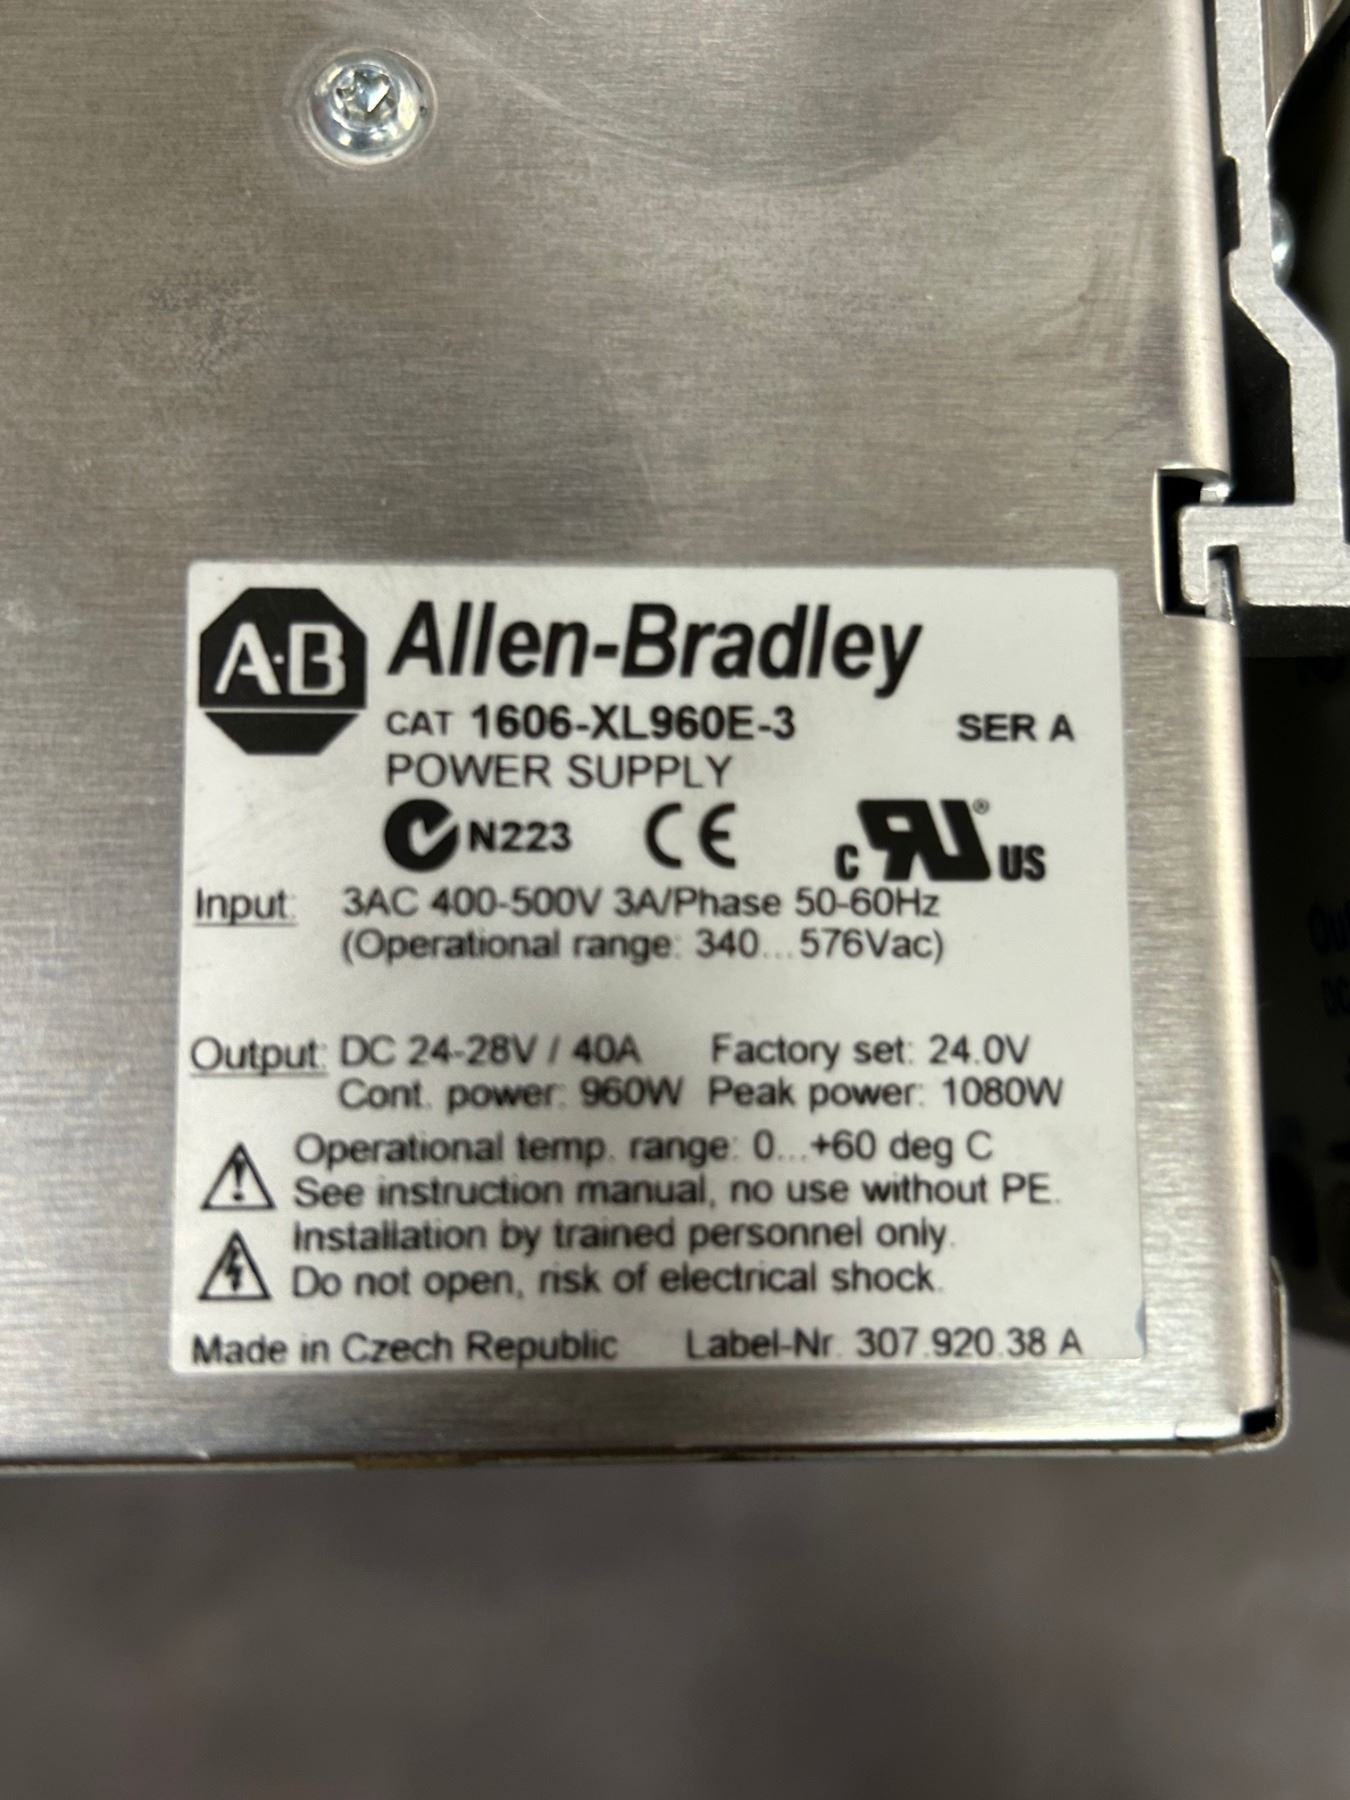 A·B Allen-Bradley
CAT 1606-XL960E-3 SER A
POWER SUPPLY
N223 CE c RU ® US
Input: 3AC 400-500V 3A/Phase 50-60Hz
(Operational range: 340...576Vac)
Output: DC 24-28V / 40A Factory set: 24.0V
Cont. power: 960W Peak power: 1080W
Operational temp. range: 0...+60 deg C
See instruction manual, no use without PE.
Installation by trained personnel only.
Do not open, risk of electrical shock.
Made in Czech Republic Label-Nr. 307.920.38 A